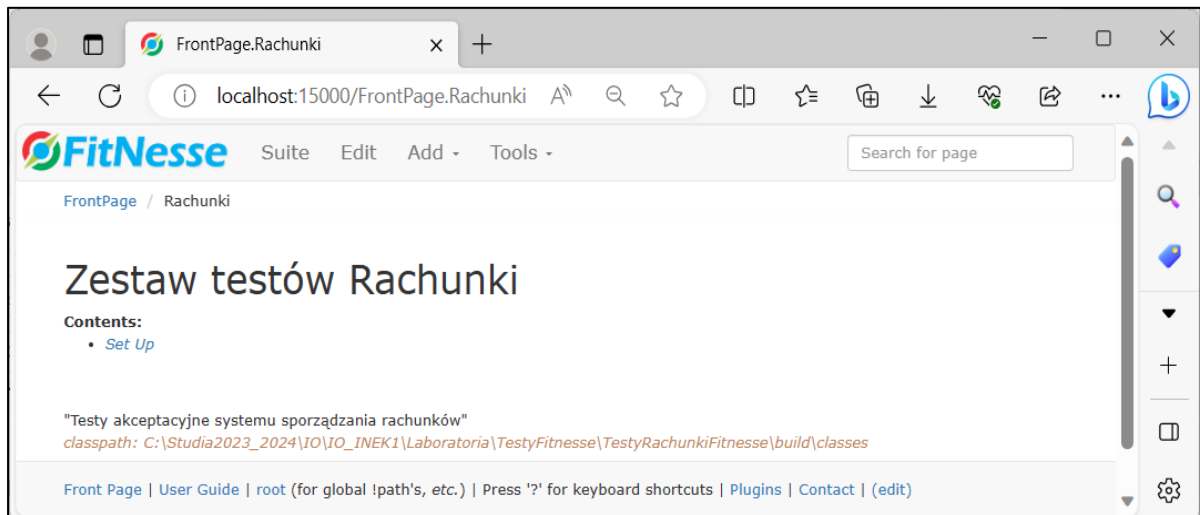 FrontPage.Rachunki
localhost:15000/FrontPage.Rachunki
FitNesse Suite Edit Add Tools Search for page
FrontPage / Rachunki
Zestaw testów Rachunki
Contents:
• Set Up
"Testy akceptacyjne systemu sporządzania rachunków"
classpath: C:\Studia2023_2024\IO\IO_INEK1\Laboratoria\TestyFitnesse\TestyRachunkiFitnesse\build\classes
Front Page | User Guide | root (for global !path's, etc.) | Press '?' for keyboard shortcuts | Plugins | Contact | (edit)